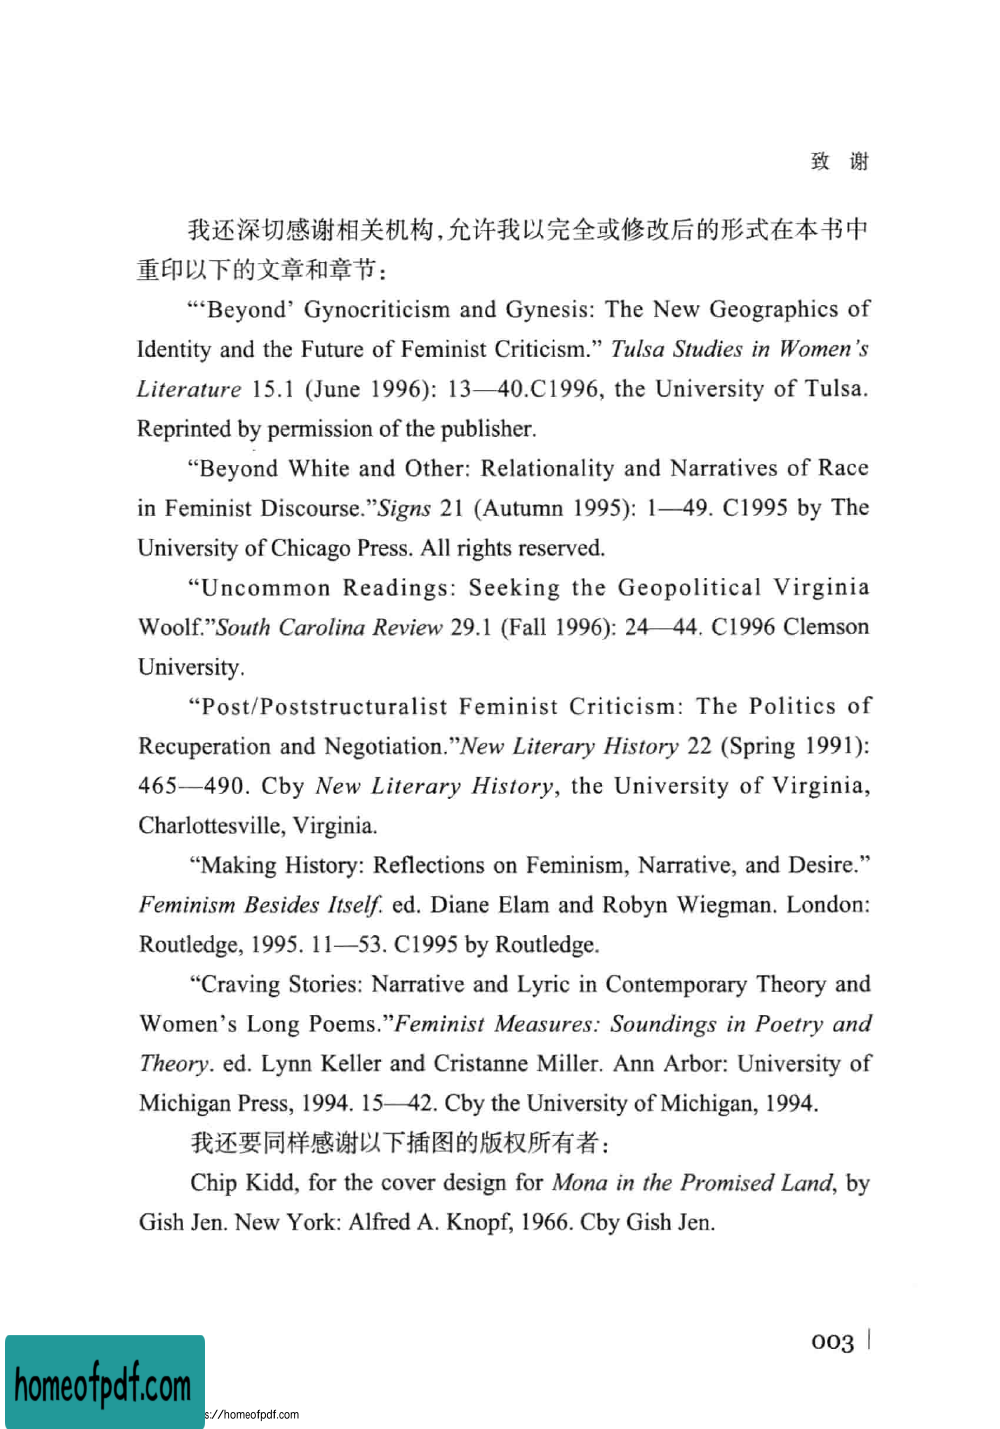 致 谢
我还深切感谢相关机构,允许我以完全或修改后的形式在本书中
重印以下的文章和章节:
“‘Beyond’ Gynocriticism and Gynesis: The New Geographics of
Identity and the Future of Feminist Criticism.” Tulsa Studies in Women’s
Literature 15.1 (June 1996): 13—40.C1996, the University of Tulsa.
Reprinted by permission of the publisher.
“Beyond White and Other: Relationality and Narratives of Race
in Feminist Discourse.”Signs 21 (Autumn 1995): 1—49. C1995 by The
University of Chicago Press. All rights reserved.
“Uncommon Readings: Seeking the Geopolitical Virginia
Woolf.”South Carolina Review 29.1 (Fall 1996): 24—44. C1996 Clemson
University.
“Post/Poststructuralist Feminist Criticism: The Politics of
Recuperation and Negotiation.”New Literary History 22 (Spring 1991):
465—490. Cby New Literary History, the University of Virginia,
Charlottesville, Virginia.
“Making History: Reflections on Feminism, Narrative, and Desire.”
Feminism Besides Itself. ed. Diane Elam and Robyn Wiegman. London:
Routledge, 1995. 11—53. C1995 by Routledge.
“Craving Stories: Narrative and Lyric in Contemporary Theory and
Women’s Long Poems.”Feminist Measures: Soundings in Poetry and
Theory. ed. Lynn Keller and Cristanne Miller. Ann Arbor: University of
Michigan Press, 1994. 15—42. Cby the University of Michigan, 1994.
我还要同样感谢以下插图的版权所有者:
Chip Kidd, for the cover design for Mona in the Promised Land, by
Gish Jen. New York: Alfred A. Knopf, 1966. Cby Gish Jen.
003
homeofpdf.com
s://homeofpdf.com